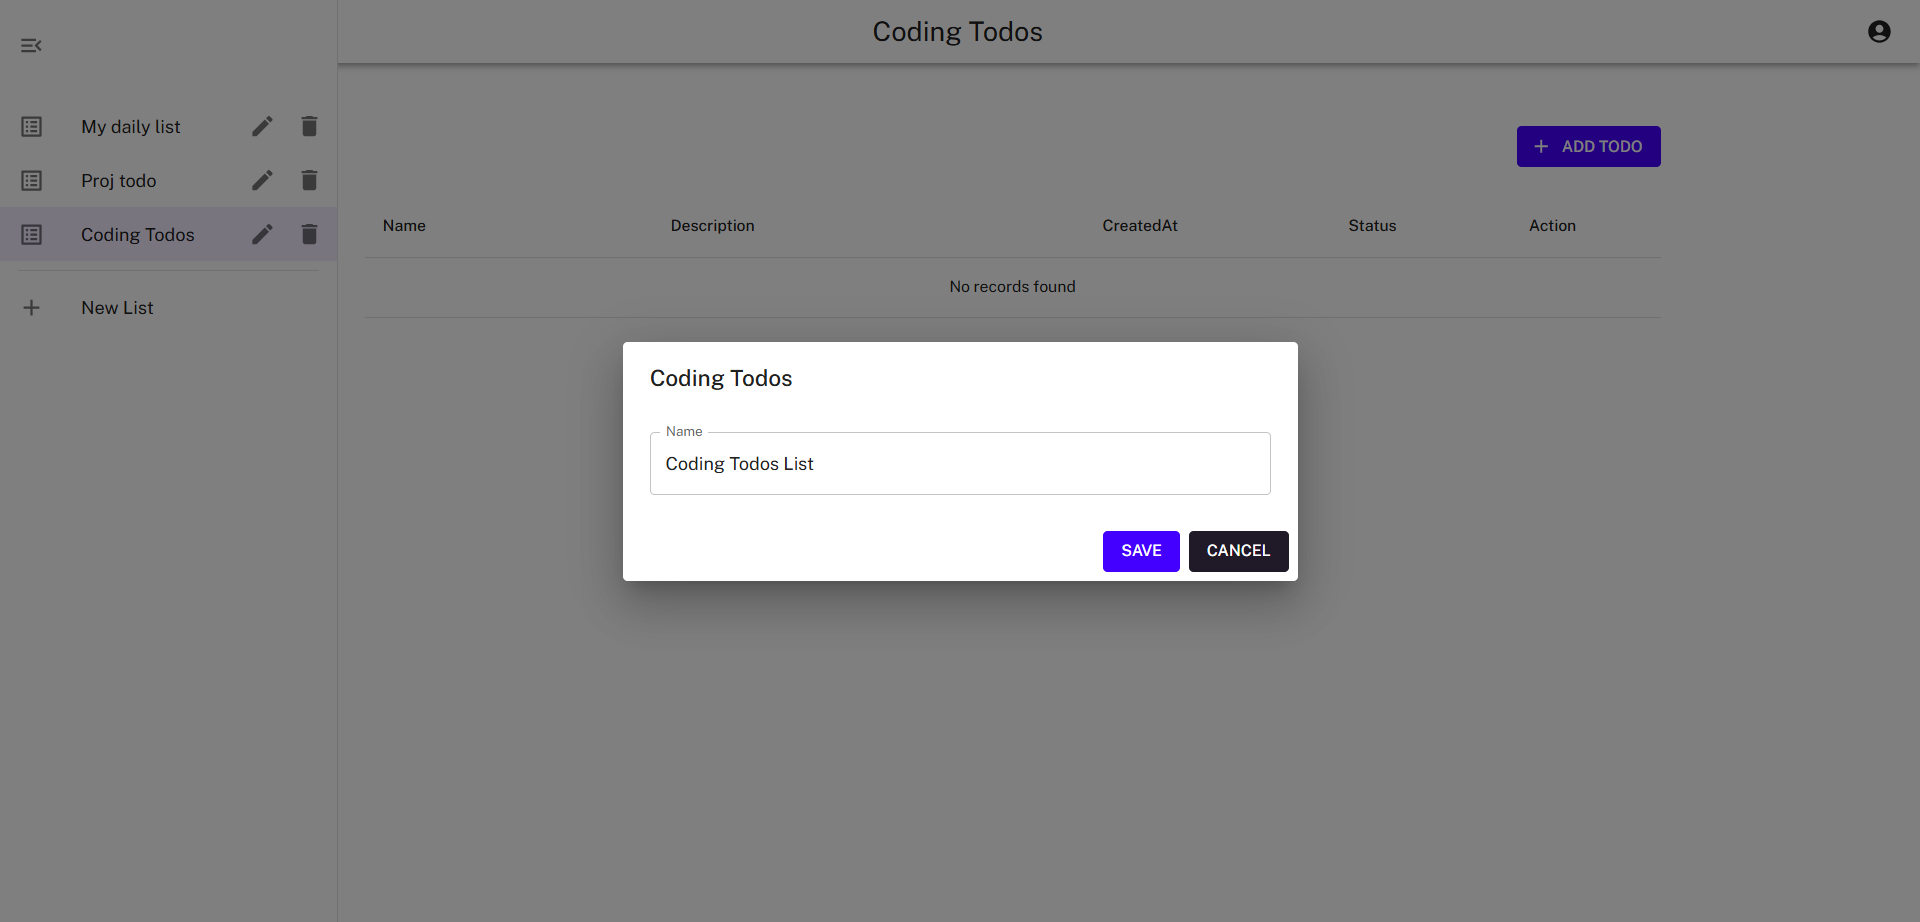 Coding Todos
My daily list
Proj todo
Coding Todos
New List
ADD TODO
Name Description CreatedAt Status Action
No records found
Coding Todos
Name
Coding Todos List
SAVE CANCEL